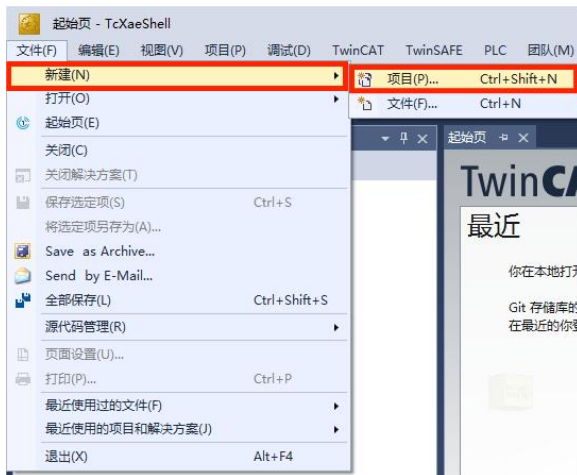 起始页 - TcXaeShell
文件(F) 编辑(E) 视图(V) 项目(P) 调试(D) TwinCAT TwinSAFE PLC 团队(M)
新建(N)
项目(P)... Ctrl+Shift+N
打开(O)
文件(F)... Ctrl+N
起始页(E)
关闭(C)
起始页
关闭解决方案(T)
TwinCA
保存选定项(S) Ctrl+S
将选定项另存为(A)...
最近
Save as Archive...
Send by E-Mail...
你在本地打开
全部保存(L) Ctrl+Shift+S
Git 存储库的
源代码管理(R)
在最近的你
页面设置(U)...
打印(P)... Ctrl+P
最近使用过的文件(F)
最近使用的项目和解决方案(J)
退出(X) Alt+F4